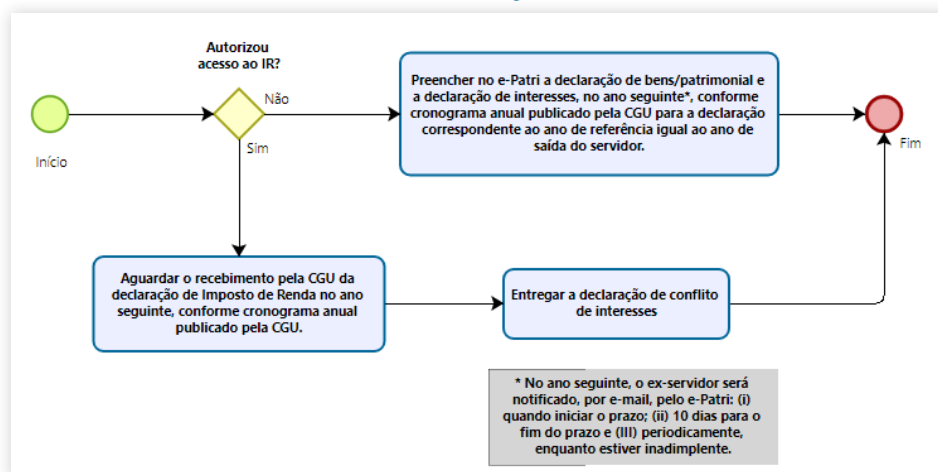 Autorizou
acesso ao IR?
Não
Sim
Início
Preencher no e-Patri a declaração de bens/patrimonial e
a declaração de interesses, no ano seguinte*, conforme
cronograma anual publicado pela CGU para a declaração
correspondente ao ano de referência igual ao ano de
saída do servidor.
Fim
Aguardar o recebimento pela CGU da
declaração de Imposto de Renda no ano
seguinte, conforme cronograma anual
publicado pela CGU.
Entregar a declaração de conflito
de interesses
* No ano seguinte, o ex-servidor será
notificado, por e-mail, pelo e-Patri: (i)
quando iniciar o prazo; (ii) 10 dias para o
fim do prazo e (III) periodicamente,
enquanto estiver inadimplente.